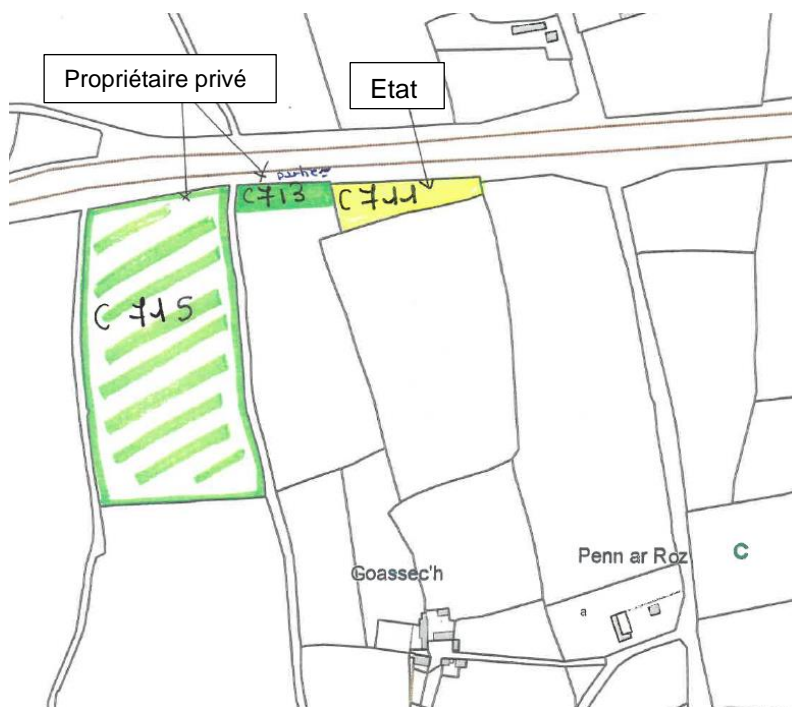 Propriétaire privé
Etat
C713
C711
C 715
Goassec'h
Penn ar Roz
C
a